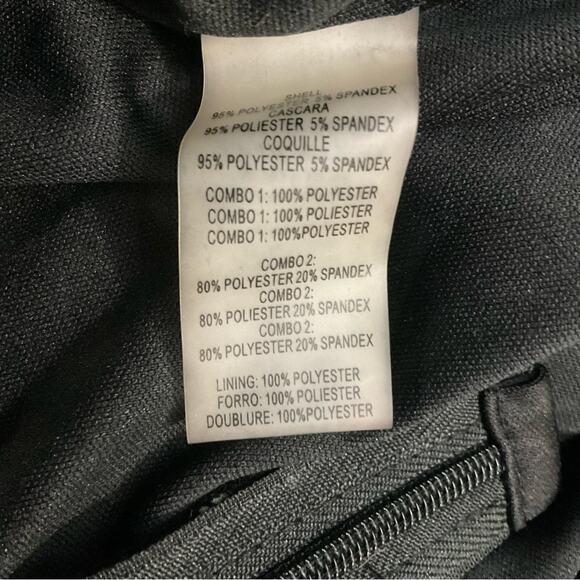 SHELL
95% POLYESTER 5% SPANDEX
CASCARA
95% POLIESTER 5% SPANDEX
COQUILLE
95% POLYESTER 5% SPANDEX
COMBO 1: 100% POLYESTER
COMBO 1: 100% POLIESTER
COMBO 1: 100%POLYESTER
COMBO 2:
80% POLYESTER 20% SPANDEX
COMBO 2:
80% POLIESTER 20% SPANDEX
COMBO 2:
80% POLYESTER 20% SPANDEX
LINING: 100% POLYESTER
FORRO: 100% POLIESTER
DOUBLURE: 100%POLYESTER